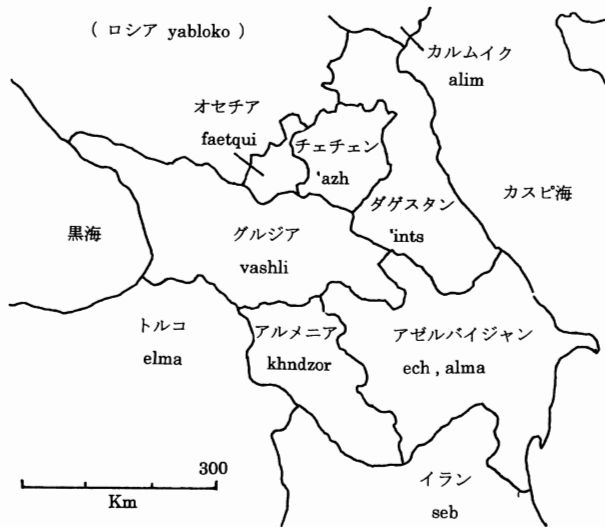 ( ロシア yabloko )
カルムイク
alim
オセチア
faetqui
チェチェン
'azh
カスピ海
ダゲスタン
'ints
黒海
グルジア
vashli
トルコ
elma
アルメニア
khndzor
アゼルバイジャン
ech , alma
300
Km
イラン
seb